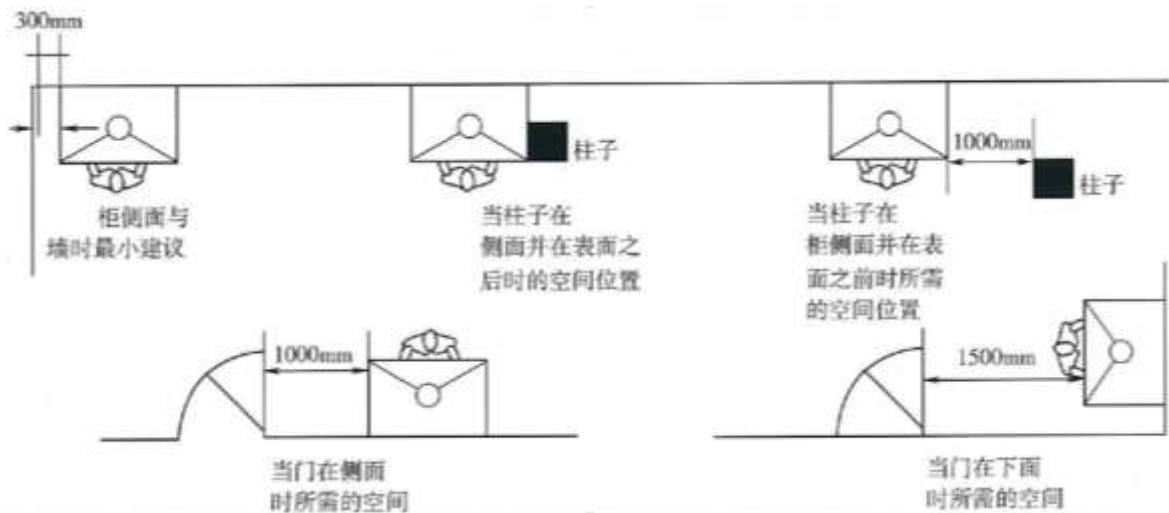 300mm
柱子
1000mm
柱子
柜侧面与
墙时最小建议
当柱子在
侧面并在表面之
后时的空间位置
当柱子在
柜侧面并在表
面之前时所需
的空间位置
1000mm
1500mm
当门在侧面
时所需的空间
当门在下面
时所需的空间